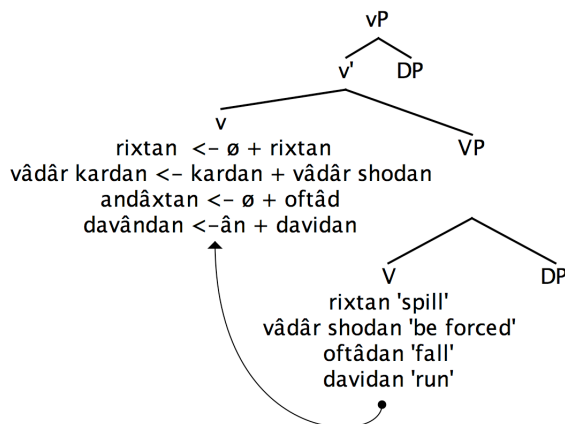 vP
v' DP
v VP
rixtan <- ø + rixtan
vâdâr kardan <- kardan + vâdâr shodan
andâxtan <- ø + oftâd
davândan <-ân + davidan
V DP
rixtan 'spill'
vâdâr shodan 'be forced'
oftâdan 'fall'
davidan 'run'